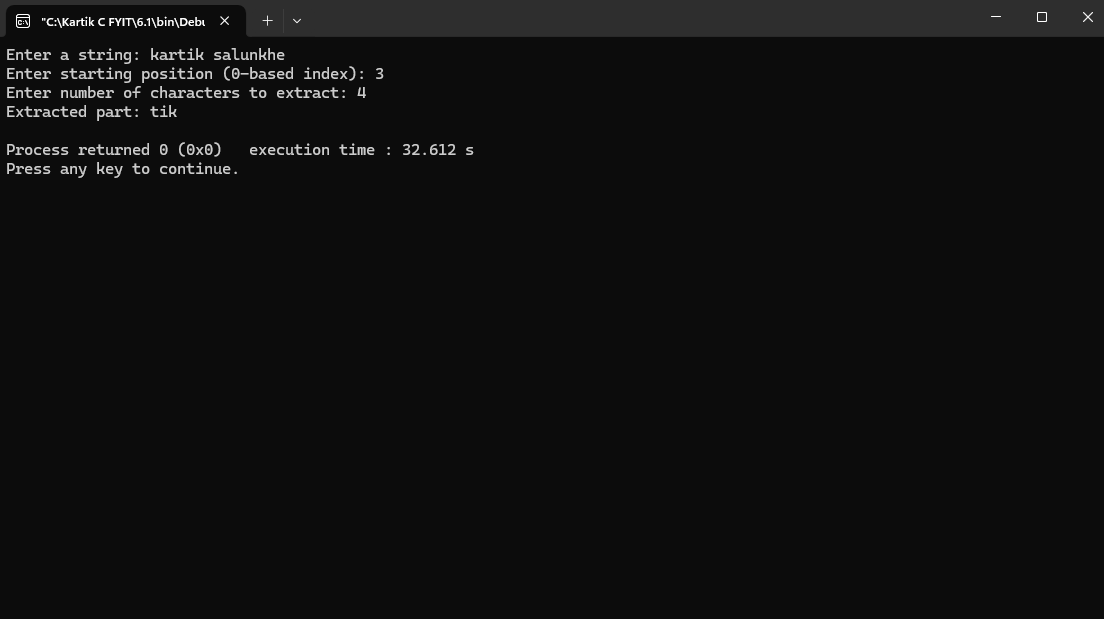 "C:\Kartik C FYIT\6.1\bin\Debu
Enter a string: kartik salunkhe
Enter starting position (0-based index): 3
Enter number of characters to extract: 4
Extracted part: tik
Process returned 0 (0x0)   execution time : 32.612 s
Press any key to continue.